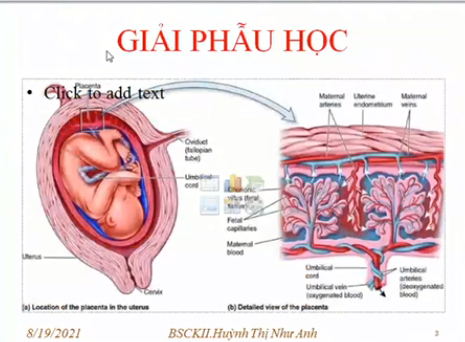 GIẢI PHẪU HỌC
• Click to add text
Placenta
Oviduct
(fallopian
tube)
Umbilical
cord
Uterus
Cervix
(a) Location of the placenta in the uterus
Maternal
arteries
Uterine
endometrium
Maternal
veins
Chorionic
villus (fetal
tissue)
Fetal
capillaries
Maternal
blood
Umbilical
cord
Umbilical vein
(oxygenated blood)
Umbilical
arteries
(deoxygenated
blood)
(b) Detailed view of the placenta
8/19/2021
BSCKII.Huỳnh Thị Như Anh
3